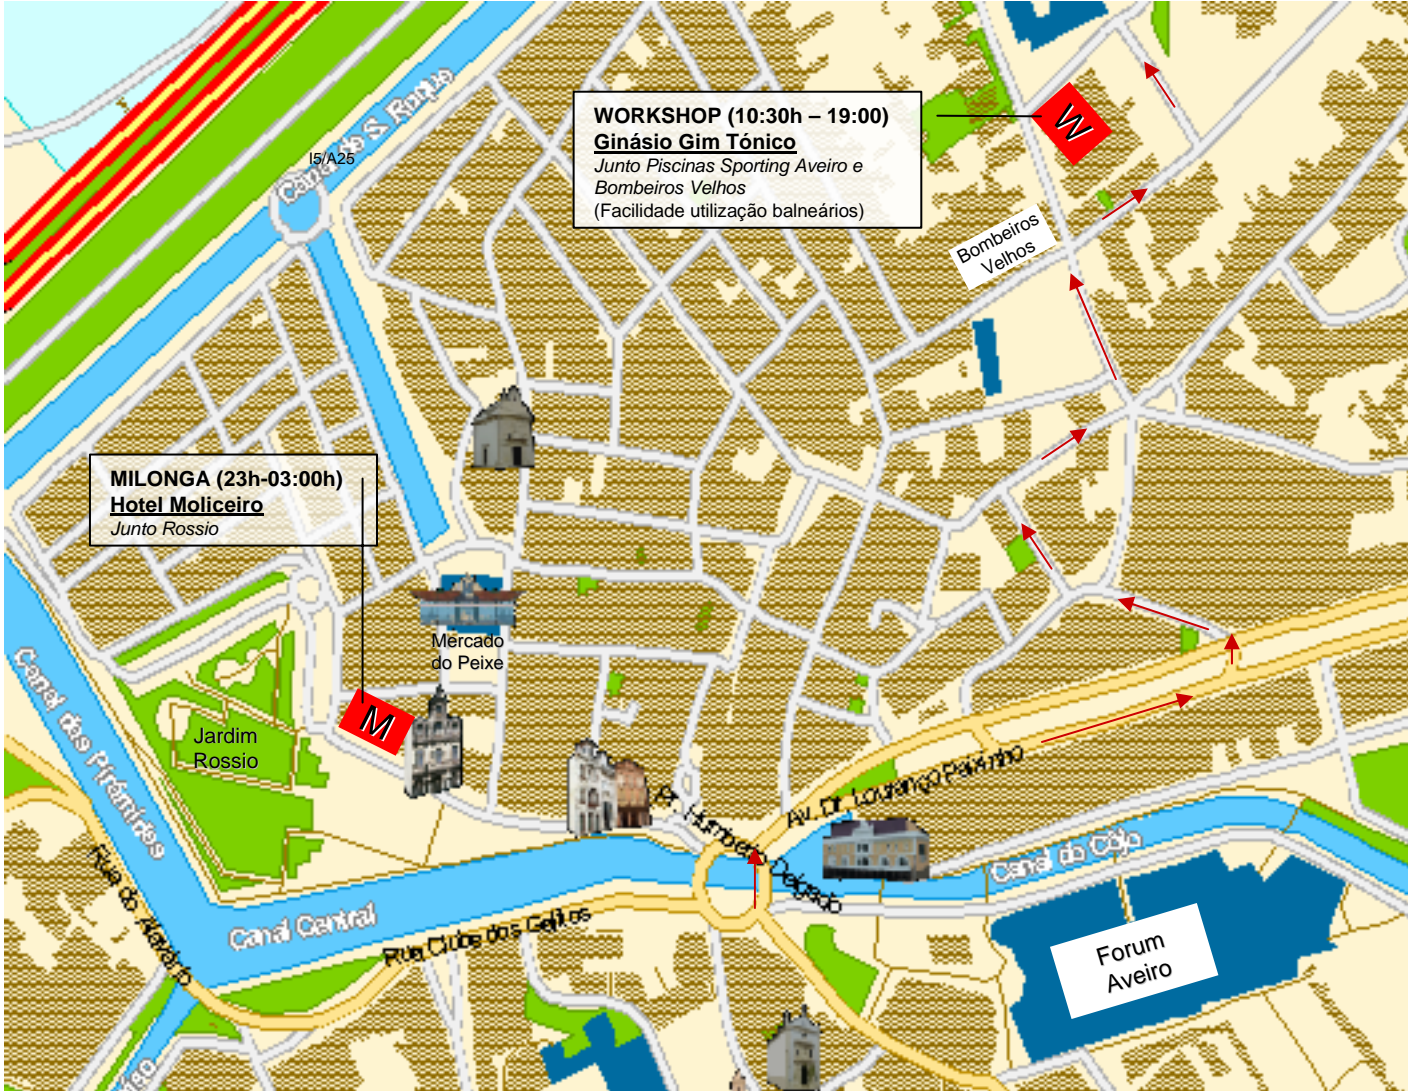 Canal de S. Roque
I5/A25
WORKSHOP (10:30h – 19:00)
Ginásio Gim Tónico
Junto Piscinas Sporting Aveiro e
Bombeiros Velhos
(Facilidade utilização balneários)
W
Bombeiros
Velhos
MILONGA (23h-03:00h)
Hotel Moliceiro
Junto Rossio
Mercado
do Peixe
M
Jardim
Rossio
Canal das Pirâmides
Av. Dr. Lourenço Peixinho
Pr. Humberto Delgado
Canal do Côjo
Rua do Alavário
Canal Central
Rua Clube dos Galitos
Forum
Aveiro